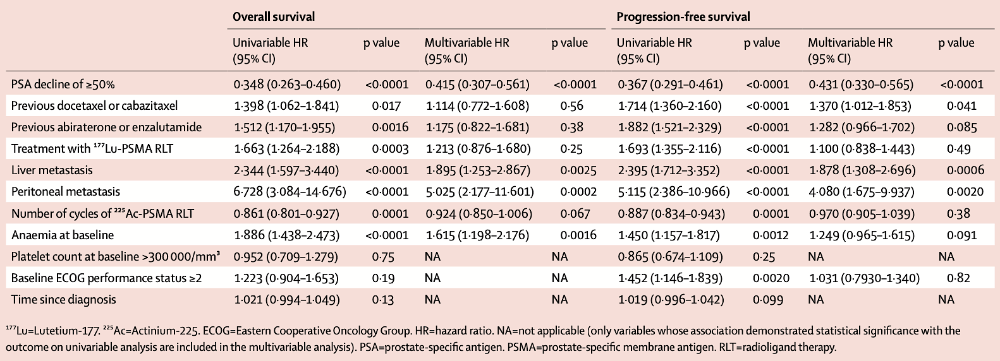 Overall survival Progression-free survival
Univariable HR (95% CI) p value Multivariable HR (95% CI) p value Univariable HR (95% CI) p value Multivariable HR (95% CI) p value
PSA decline of ≥50% 0·348 (0·263–0·460) <0·0001 0·415 (0·307–0·561) <0·0001 0·367 (0·291–0·461) <0·0001 0·431 (0·330–0·565) <0·0001
Previous docetaxel or cabazitaxel 1·398 (1·062–1·841) 0·017 1·114 (0·772–1·608) 0·56 1·714 (1·360–2·160) <0·0001 1·370 (1·012–1·853) 0·041
Previous abiraterone or enzalutamide 1·512 (1·170–1·955) 0·0016 1·175 (0·822–1·681) 0·38 1·882 (1·521–2·329) <0·0001 1·282 (0·966–1·702) 0·085
Treatment with ¹⁷⁷Lu-PSMA RLT 1·663 (1·264–2·188) 0·0003 1·213 (0·876–1·680) 0·25 1·693 (1·355–2·116) <0·0001 1·100 (0·838–1·443) 0·49
Liver metastasis 2·344 (1·597–3·440) <0·0001 1·895 (1·253–2·867) 0·0025 2·395 (1·712–3·352) <0·0001 1·878 (1·308–2·696) 0·0006
Peritoneal metastasis 6·728 (3·084–14·676) <0·0001 5·025 (2·177–11·601) 0·0002 5·115 (2·386–10·966) <0·0001 4·080 (1·675–9·937) 0·0020
Number of cycles of ²²⁵Ac-PSMA RLT 0·861 (0·801–0·927) 0·0001 0·924 (0·850–1·006) 0·067 0·887 (0·834–0·943) 0·0001 0·970 (0·905–1·039) 0·38
Anaemia at baseline 1·886 (1·438–2·473) <0·0001 1·615 (1·198–2·176) 0·0016 1·450 (1·157–1·817) 0·0012 1·249 (0·965–1·615) 0·091
Platelet count at baseline >300 000/mm³ 0·952 (0·709–1·279) 0·75 NA NA 0·865 (0·674–1·109) 0·25 NA NA
Baseline ECOG performance status ≥2 1·223 (0·904–1·653) 0·19 NA NA 1·452 (1·146–1·839) 0·0020 1·031 (0·7930–1·340) 0·82
Time since diagnosis 1·021 (0·994–1·049) 0·13 NA NA 1·019 (0·996–1·042) 0·099 NA NA
¹⁷⁷Lu=Lutetium-177. ²²⁵Ac=Actinium-225. ECOG=Eastern Cooperative Oncology Group. HR=hazard ratio. NA=not applicable (only variables whose association demonstrated statistical significance with the
outcome on univariable analysis are included in the multivariable analysis). PSA=prostate-specific antigen. PSMA=prostate-specific membrane antigen. RLT=radioligand therapy.